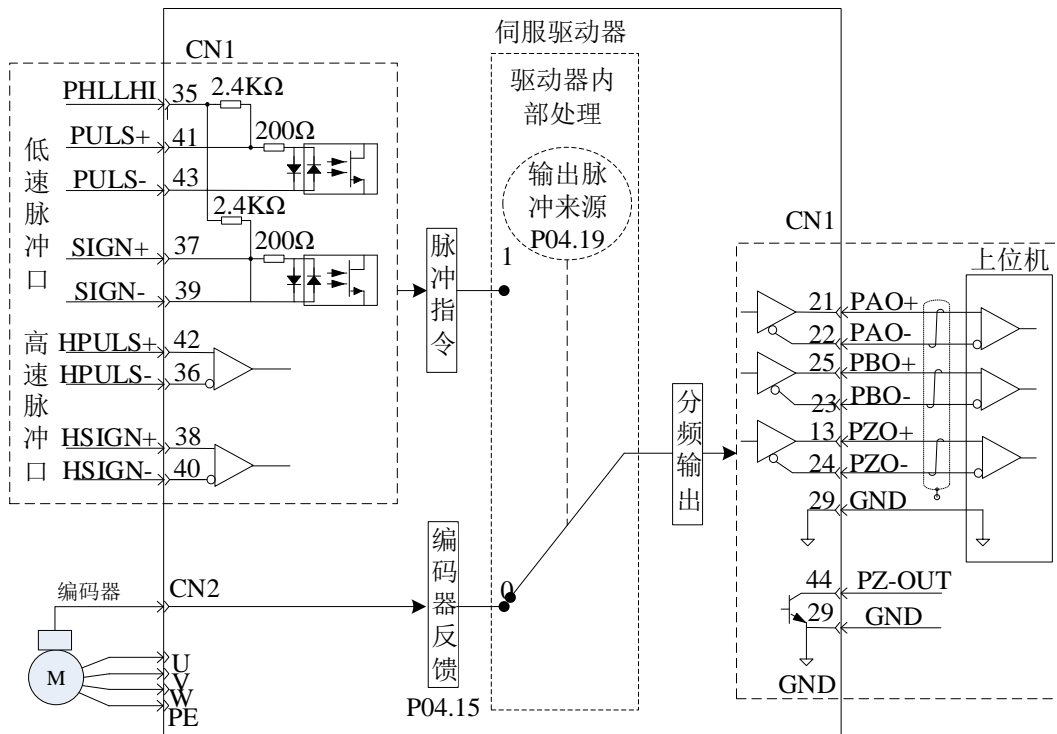 伺服驱动器
CN1
PHLLHI 35 2.4KΩ
PULS+ 41 200Ω
PULS- 43
2.4KΩ
SIGN+ 37 200Ω
SIGN- 39
低速脉冲口
HPULS+ 42
HPULS- 36
HSIGN+ 38
HSIGN- 40
高速脉冲口
脉冲指令
1
驱动器内
部处理
输出脉
冲来源
P04.19
编码器
CN2
M
U
V
W
PE
编码器反馈
P04.15
0
分频输出
CN1
上位机
21 PAO+
22 PAO-
25 PBO+
23 PBO-
13 PZO+
24 PZO-
29 GND
44 PZ-OUT
29 GND
GND